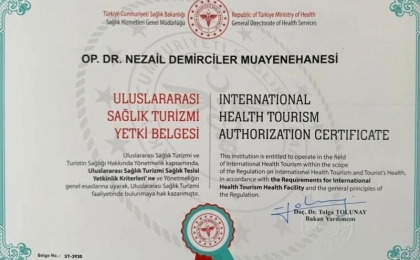 Türkiye Cumhuriyeti Sağlık Bakanlığı
Sağlık Hizmetleri Genel Müdürlüğü
Republic of Türkiye Ministry of Health
General Directorate of Health Services
OP. DR. NEZAİL DEMİRCİLER MUAYENEHANESİ
ULUSLARARASI
SAĞLIK TURİZMİ
YETKİ BELGESİ
INTERNATIONAL
HEALTH TOURISM
AUTHORIZATION CERTIFICATE
Uluslararası Sağlık Turizmi ve
Turistin Sağlığı Hakkında Yönetmelik kapsamında,
Uluslararası Sağlık Turizmi Sağlık Tesisi
Yetkinlik Kriterleri'ne ve Yönetmeliğin
genel esaslarına uyarak, Uluslararası Sağlık Turizmi
faaliyetinde bulunmaya hak kazanmıştır.
This institution is entitled to operate in the field
of International Health Tourism within the scope
of the Regulation on International Health Tourism and Tourist's Health,
in accordance with the Requirements for International
Health Tourism Health Facility and the general principles of
the Regulation.
Doç. Dr. Tolga TOLUNAY
Bakan Yardımcısı
Belge No.: ST-3930